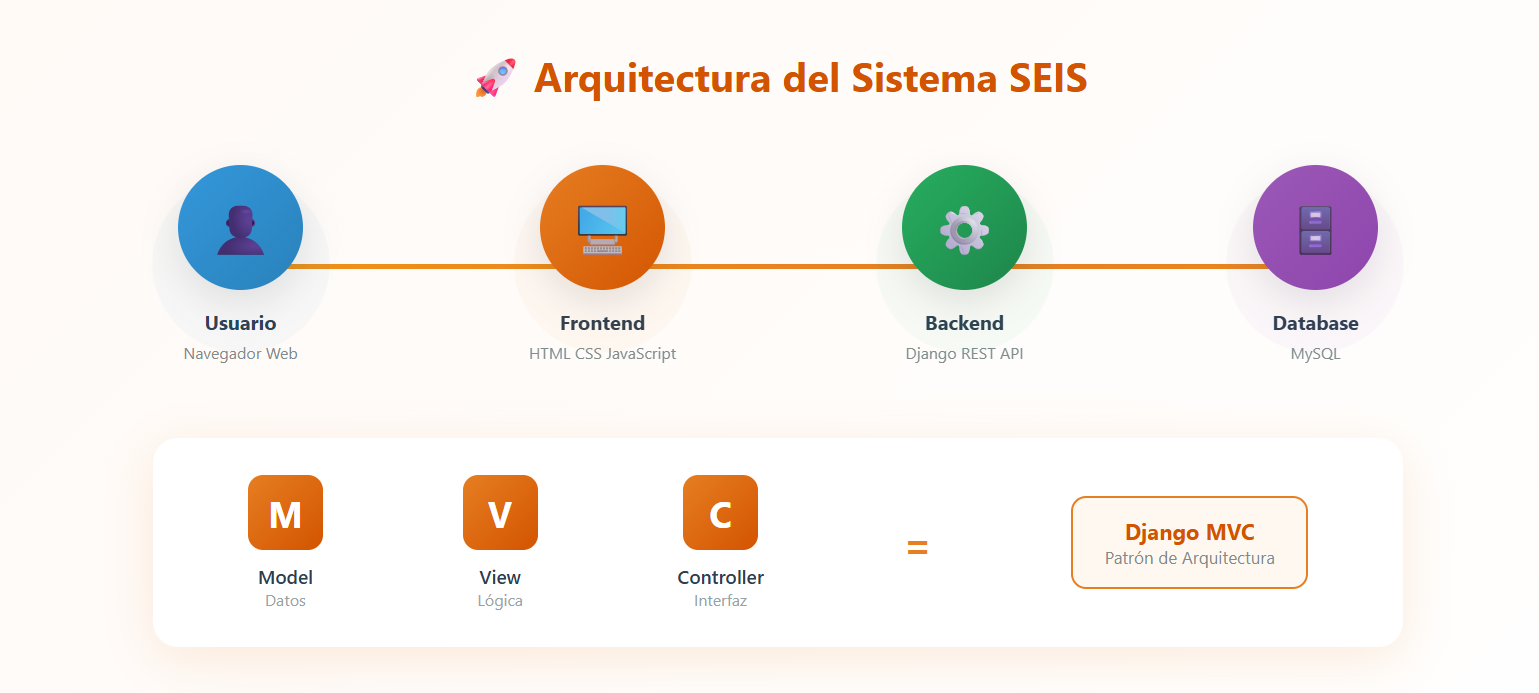 Arquitectura del Sistema SEIS
Usuario
Navegador Web
Frontend
HTML CSS JavaScript
Backend
Django REST API
Database
MySQL
M
Model
Datos
V
View
Lógica
C
Controller
Interfaz
=
Django MVC
Patrón de Arquitectura